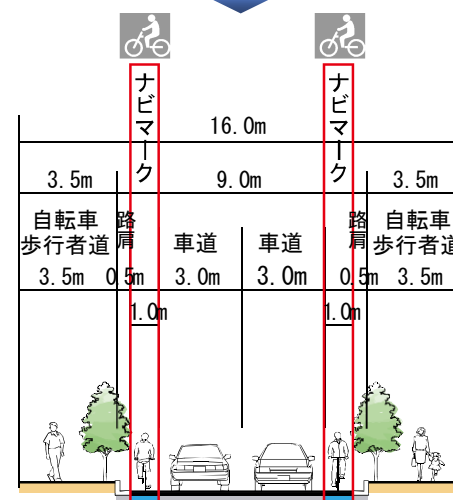 ナビマーク
ナビマーク
16.0m
3.5m
9.0m
3.5m
自転車
歩行者道
路肩
車道
車道
路肩
自転車
歩行者道
3.5m
0.5m
3.0m
3.0m
0.5m
3.5m
1.0m
1.0m